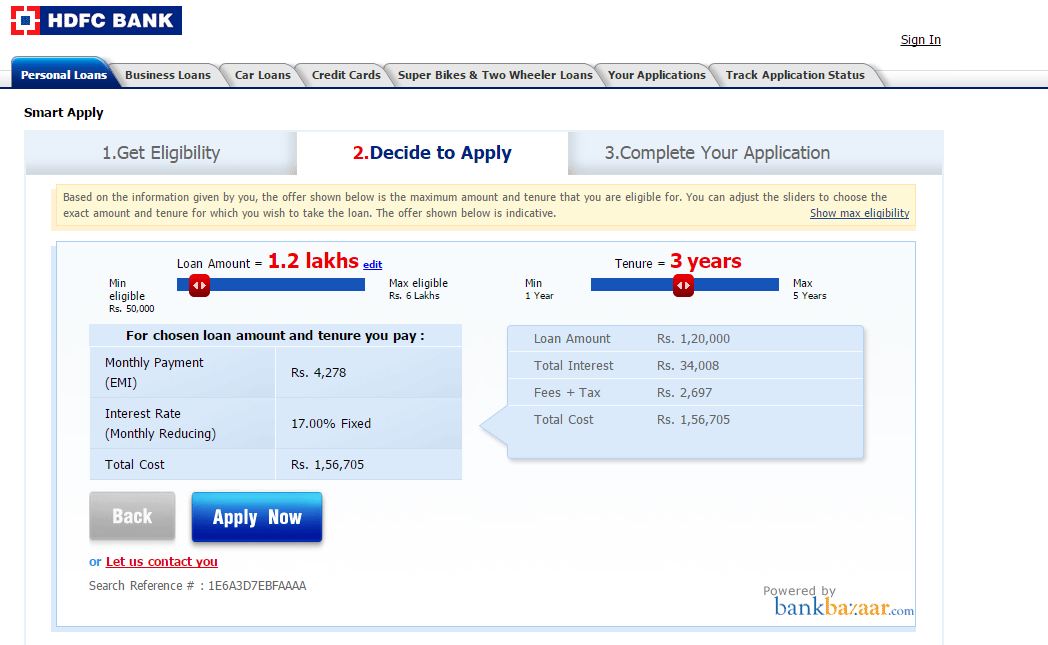 HDFC BANK
Sign In
Personal Loans
Business Loans
Car Loans
Credit Cards
Super Bikes & Two Wheeler Loans
Your Applications
Track Application Status
Smart Apply
1.Get Eligibility
2.Decide to Apply
3.Complete Your Application
Based on the information given by you, the offer shown below is the maximum amount and tenure that you are eligible for. You can adjust the sliders to choose the
exact amount and tenure for which you wish to take the loan. The offer shown below is indicative.
Show max eligibility
Loan Amount = 1.2 lakhs edit
Min
eligible
Rs. 50,000
Max eligible
Rs. 6 Lakhs
Tenure = 3 years
Min
1 Year
Max
5 Years
For chosen loan amount and tenure you pay :
Monthly Payment
(EMI)
Rs. 4,278
Interest Rate
(Monthly Reducing)
17.00% Fixed
Total Cost
Rs. 1,56,705
Loan Amount Rs. 1,20,000
Total Interest Rs. 34,008
Fees + Tax Rs. 2,697
Total Cost Rs. 1,56,705
Back
Apply Now
or Let us contact you
Search Reference # : 1E6A3D7EBFAAAA
Powered by
bankbazaar.com